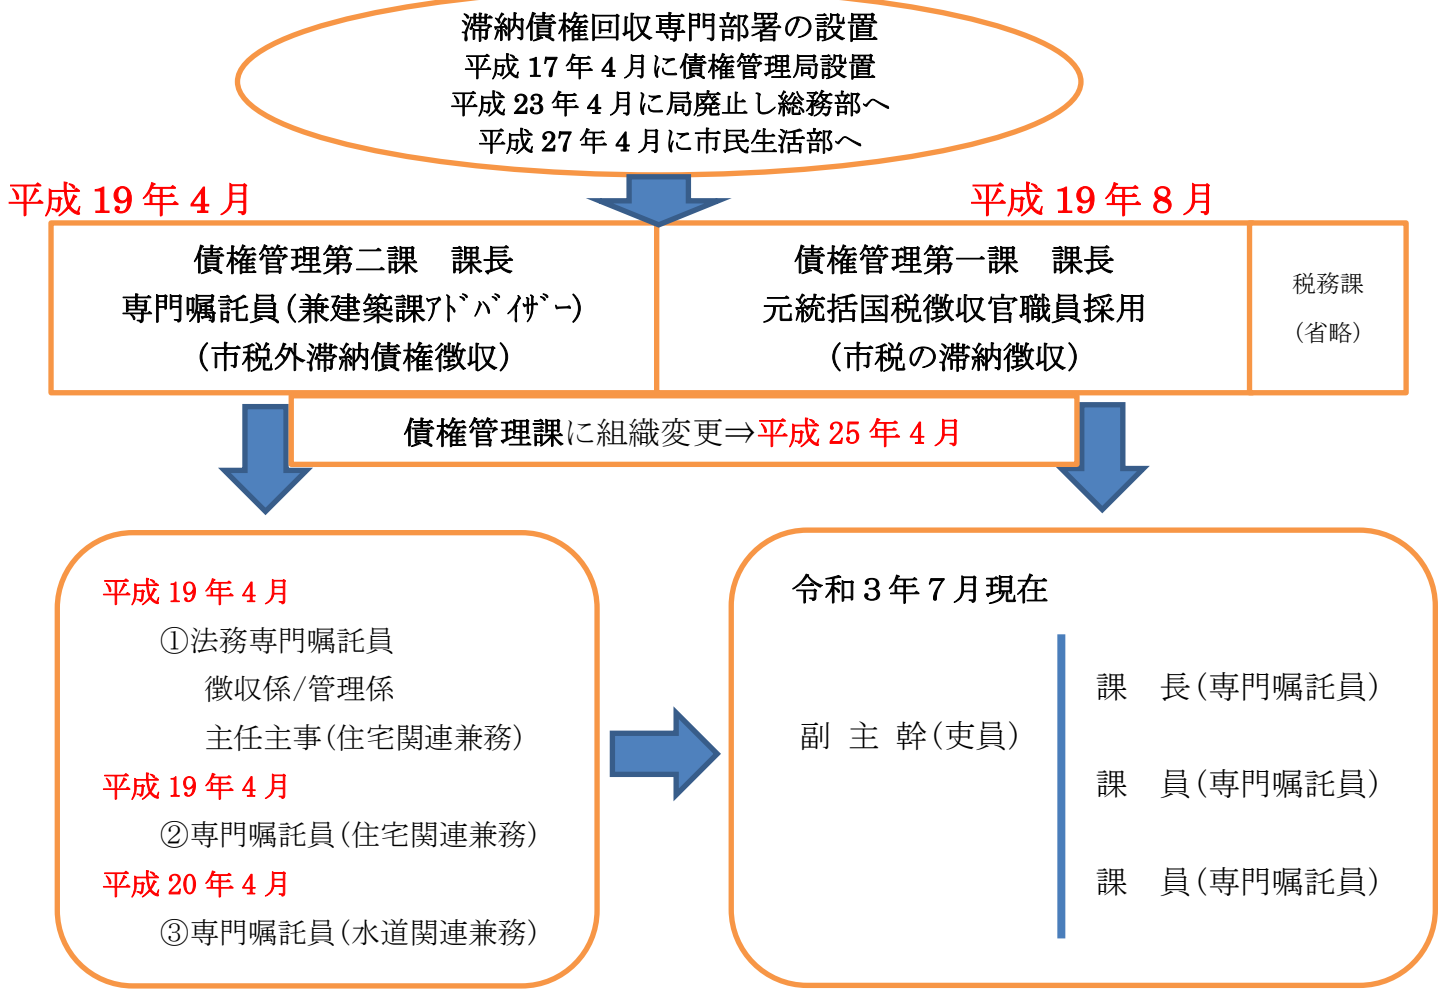 滞納債権回収専門部署の設置
平成 17 年 4 月に債権管理局設置
平成 23 年 4 月に局廃止し総務部へ
平成 27 年 4 月に市民生活部へ
平成 19 年 4 月
平成 19 年 8 月
債権管理第二課　課長
専門嘱託員(兼建築課ｱﾄﾞﾊﾞｲｻﾞｰ)
(市税外滞納債権徴収)
債権管理第一課　課長
元統括国税徴収官職員採用
(市税の滞納徴収)
税務課
(省略)
債権管理課に組織変更⇒平成 25 年 4 月
平成 19 年 4 月
①法務専門嘱託員
徴収係/管理係
主任主事(住宅関連兼務)
平成 19 年 4 月
②専門嘱託員(住宅関連兼務)
平成 20 年 4 月
③専門嘱託員(水道関連兼務)
令和３年７月現在
副 主 幹(吏員)
課　長(専門嘱託員)
課　員(専門嘱託員)
課　員(専門嘱託員)